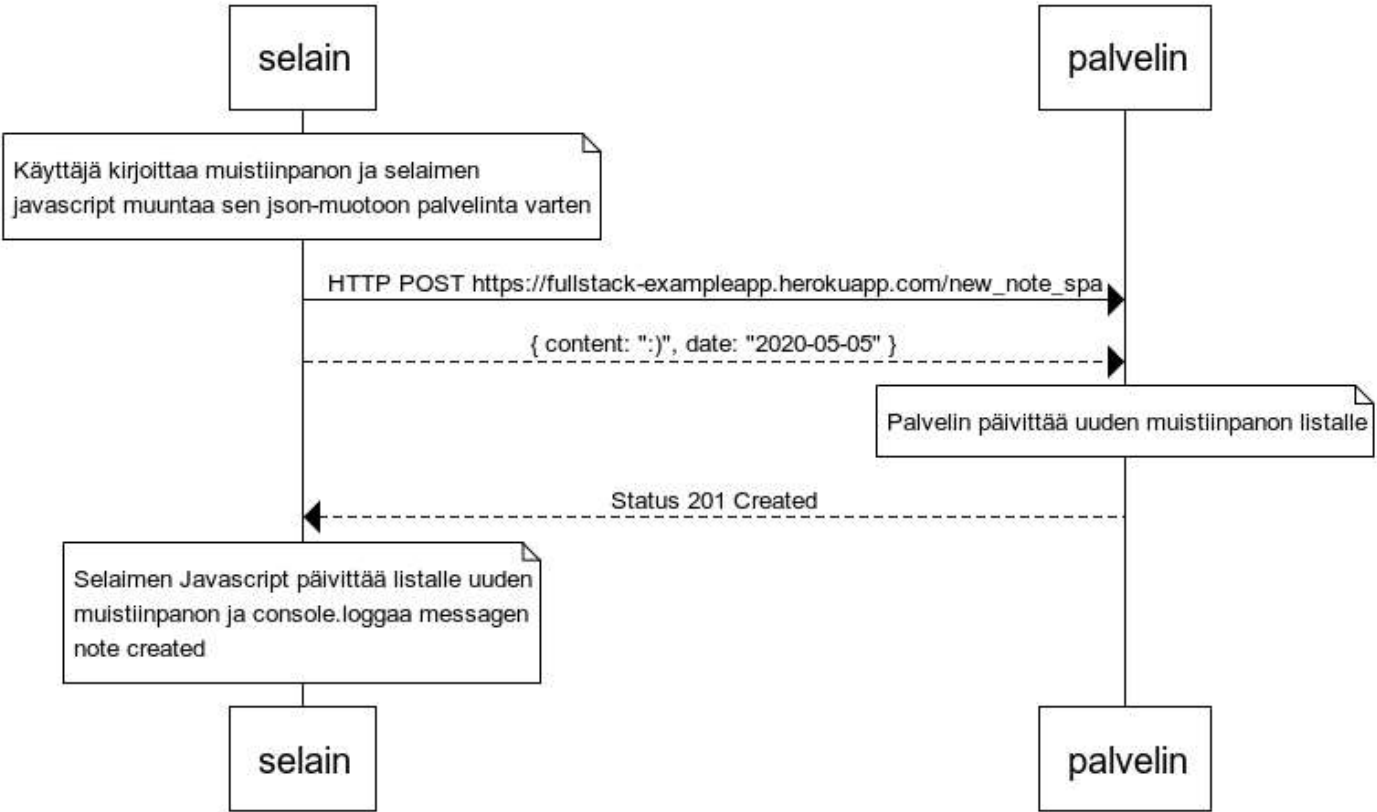 selain
palvelin
Käyttäjä kirjoittaa muistiinpanon ja selaimen
javascript muuntaa sen json-muotoon palvelinta varten
HTTP POST https://fullstack-exampleapp.herokuapp.com/new_note_spa
{ content: ":)", date: "2020-05-05" }
Palvelin päivittää uuden muistiinpanon listalle
Status 201 Created
Selaimen Javascript päivittää listalle uuden
muistiinpanon ja console.loggaa messagen
note created
selain
palvelin